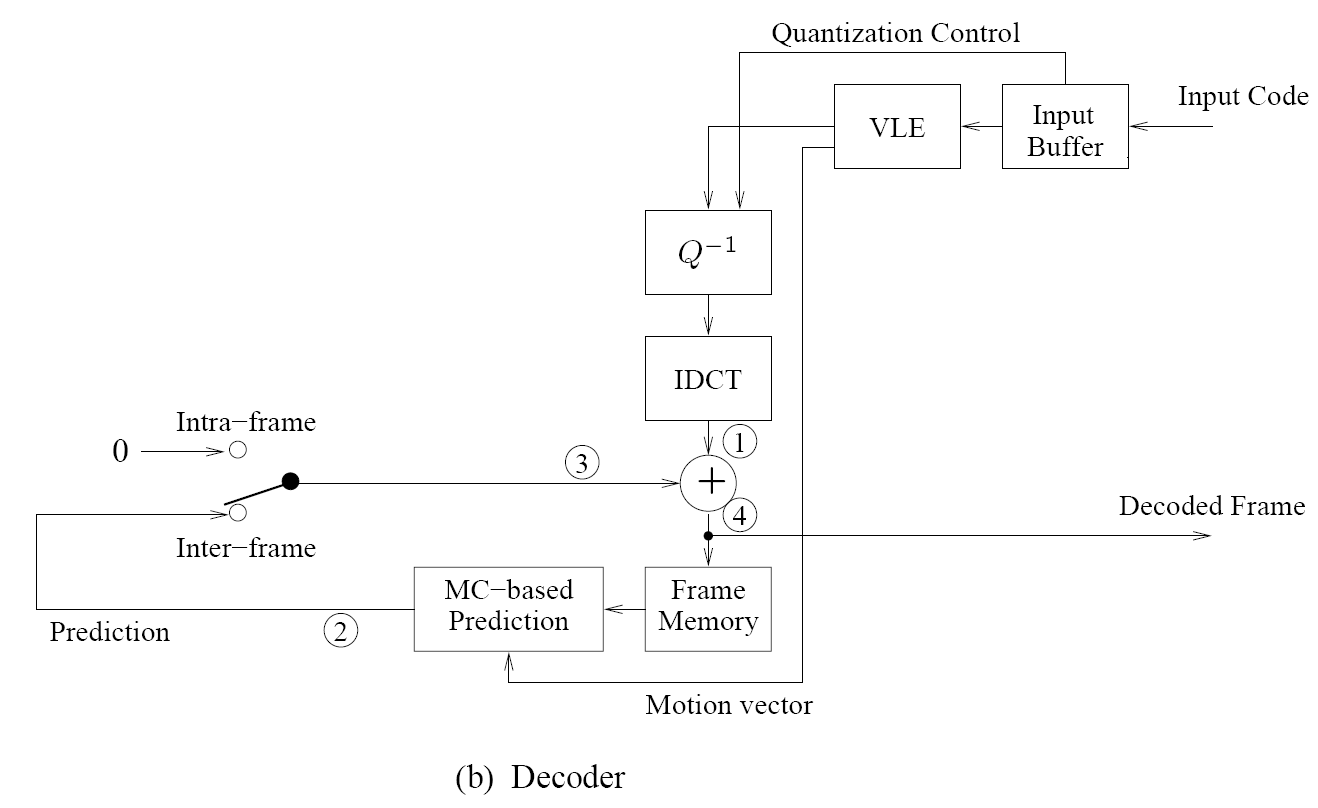 Quantization Control
Input Code
VLE
Input
Buffer
Q⁻¹
IDCT
1
Intra−frame
0
3
+
4
Decoded Frame
Inter−frame
MC−based
Prediction
Frame
Memory
Prediction
2
Motion vector
(b) Decoder